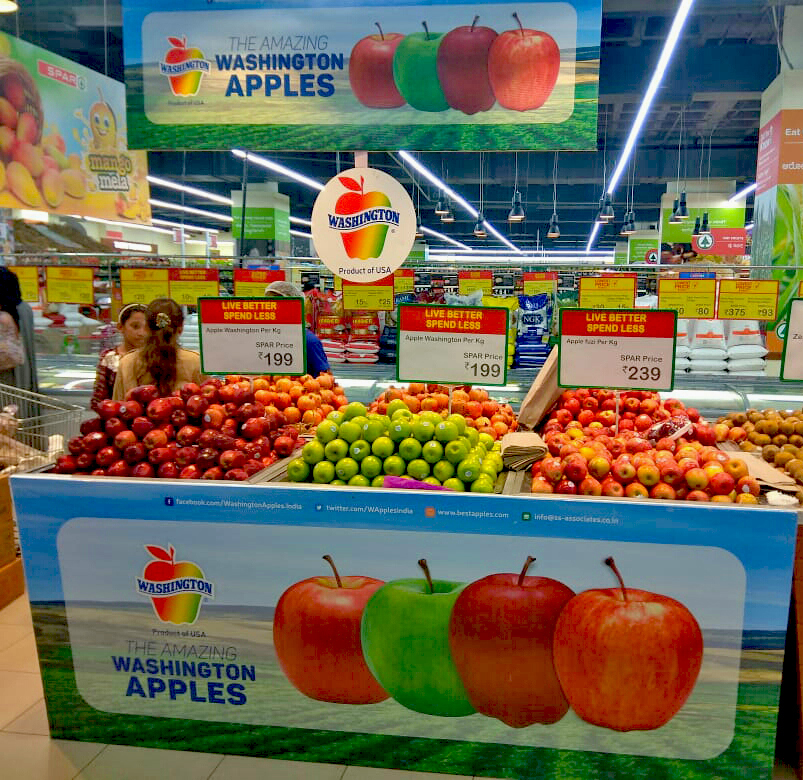 WASHINGTON
Product of USA
THE AMAZING
WASHINGTON
APPLES
SPAR
mango
mela
Eat
WASHINGTON
Product of USA
LIVE BETTER
SPEND LESS
Apple Washington Per Kg
SPAR Price
₹199
LIVE BETTER
SPEND LESS
Apple Washington Per Kg
SPAR Price
₹199
LIVE BETTER
SPEND LESS
Apple fuzi Per Kg
SPAR Price
₹239
₹375
₹93
NGK
facebook.com/WashingtonApples.India
twitter.com/WApplesIndia
www.bestapples.com
info@ss-associates.co.in
WASHINGTON
Product of USA
THE AMAZING
WASHINGTON
APPLES